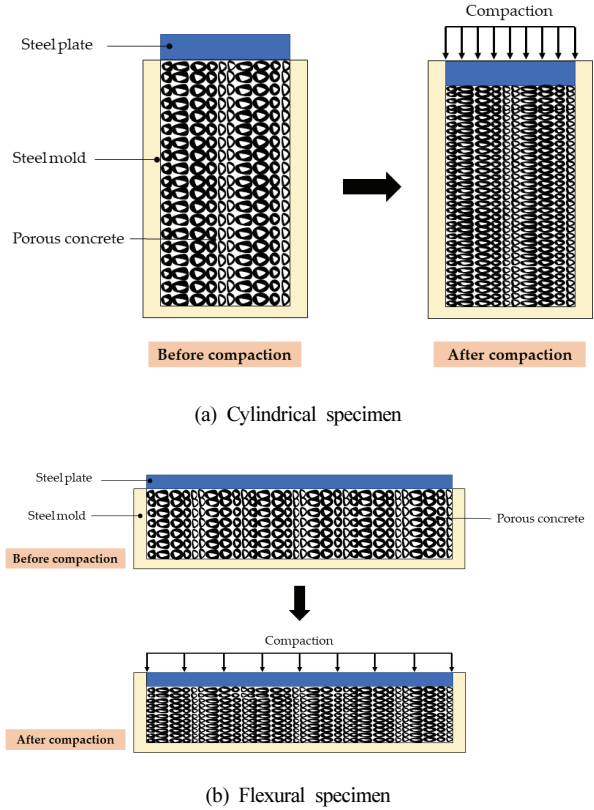 Compaction
Steel plate
Steel mold
Porous concrete
Before compaction
After compaction
(a) Cylindrical specimen
Steel plate
Steel mold
Porous concrete
Before compaction
Compaction
After compaction
(b) Flexural specimen